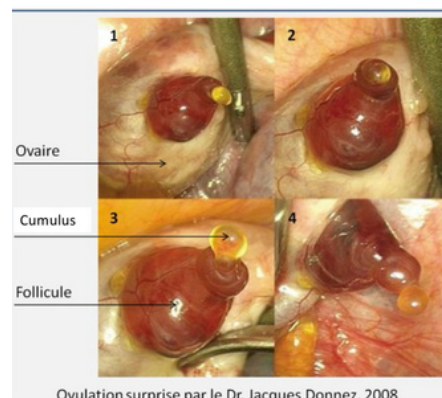 1
2
Ovaire
Cumulus
3
4
Follicule
Ovulation surprise par le Dr. Jacques Donnez, 2008